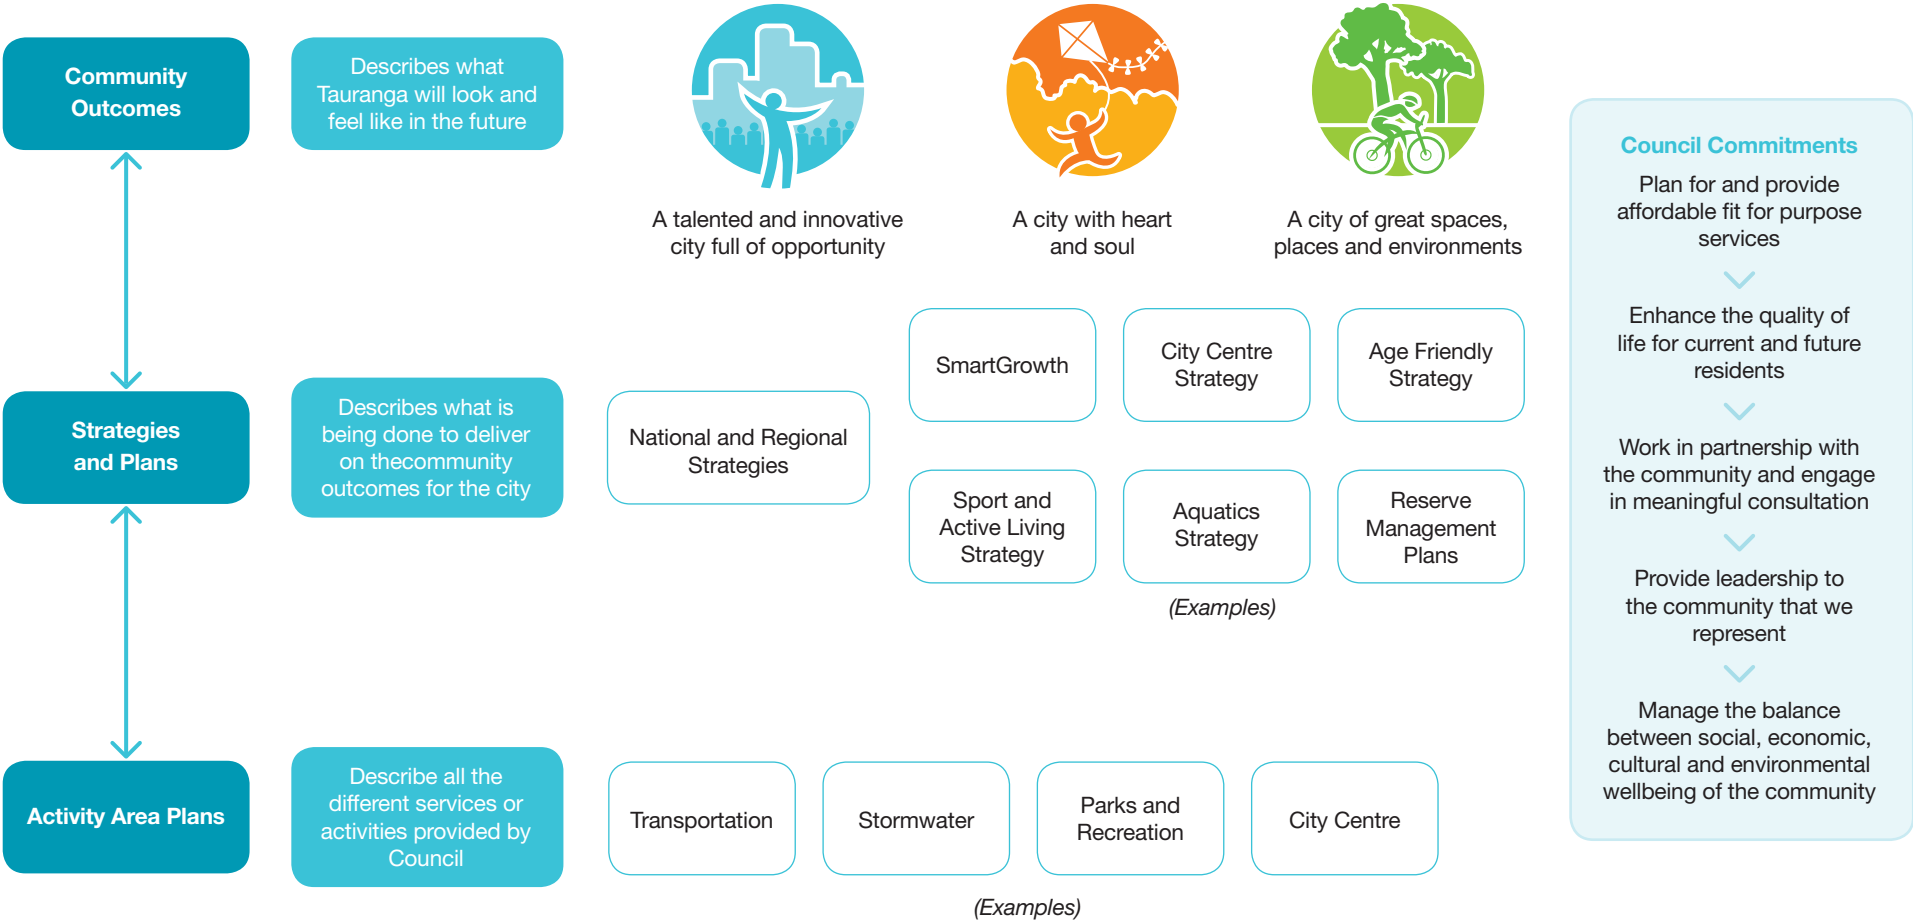 Community
Outcomes
Describes what
Tauranga will look and
feel like in the future
A talented and innovative
city full of opportunity
A city with heart
and soul
A city of great spaces,
places and environments
Strategies
and Plans
Describes what is
being done to deliver
on thecommunity
outcomes for the city
National and Regional
Strategies
SmartGrowth
City Centre
Strategy
Age Friendly
Strategy
Sport and
Active Living
Strategy
Aquatics
Strategy
Reserve
Management
Plans
(Examples)
Activity Area Plans
Describe all the
different services or
activities provided by
Council
Transportation
Stormwater
Parks and
Recreation
City Centre
(Examples)
Council Commitments
Plan for and provide
affordable fit for purpose
services
Enhance the quality of
life for current and future
residents
Work in partnership with
the community and engage
in meaningful consultation
Provide leadership to
the community that we
represent
Manage the balance
between social, economic,
cultural and environmental
wellbeing of the community